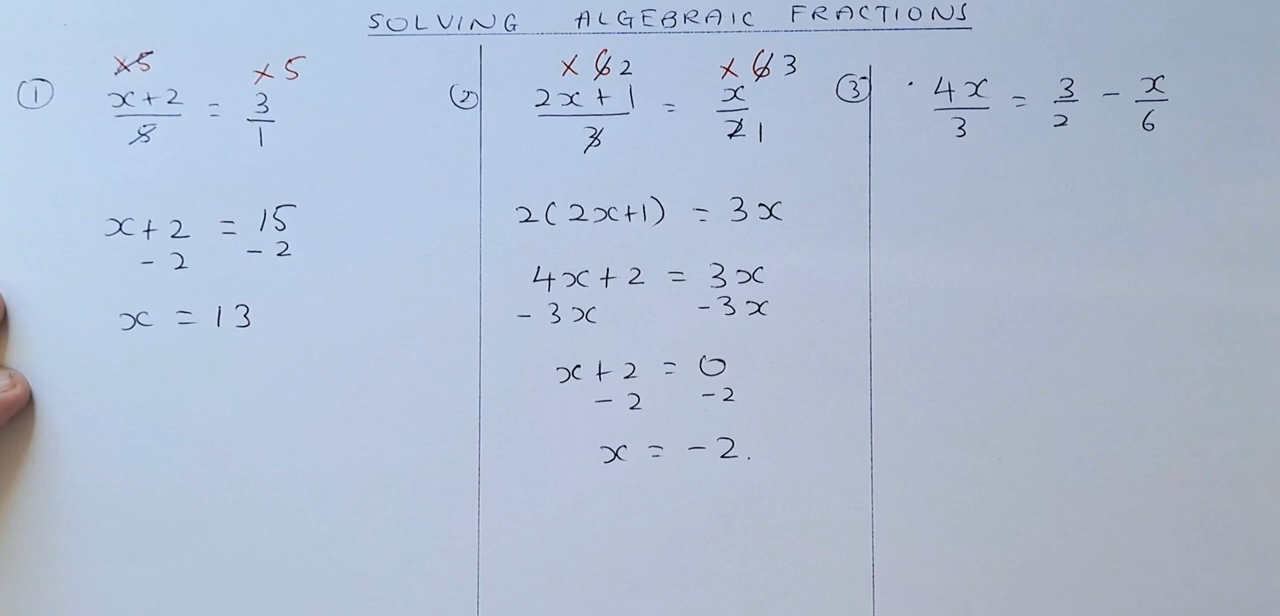 SOLVING ALGEBRAIC FRACTIONS
①
×5 ×5
x+2/5 = 3/1
x+2 = 15
-2 -2
x = 13
②
×6 2 ×6 3
2x+1/3 = x/2 1
2(2x+1) = 3x
4x+2 = 3x
-3x -3x
x+2 = 0
-2 -2
x = -2.
③
4x/3 = 3/2 - x/6